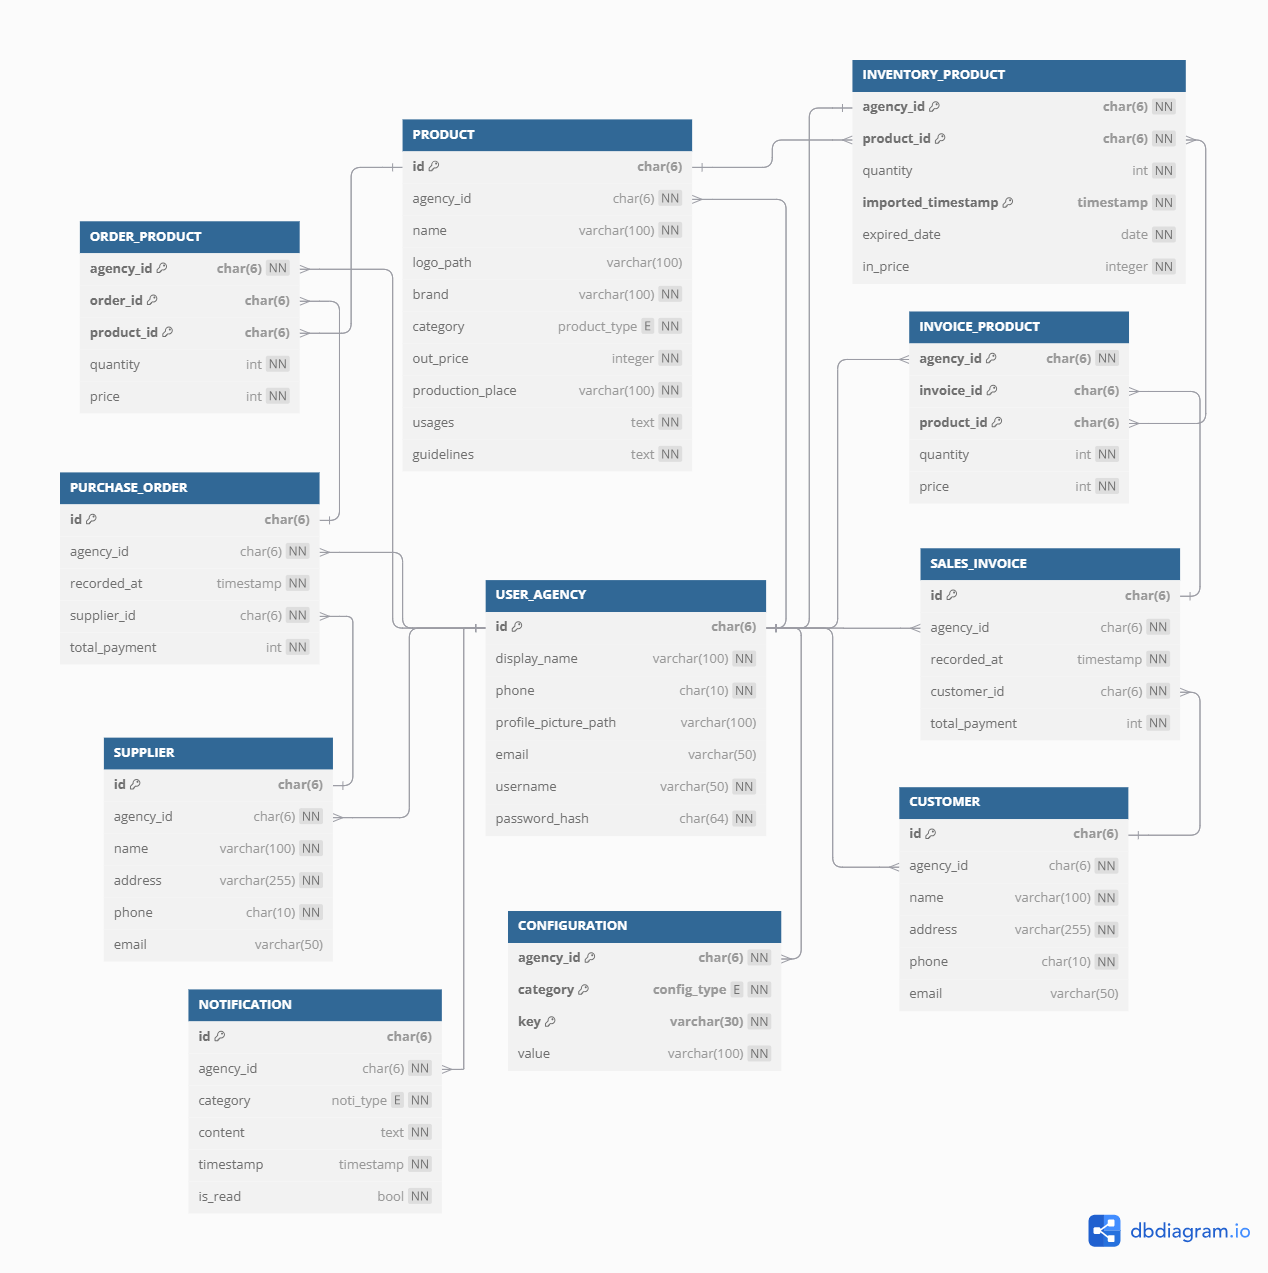 INVENTORY_PRODUCT
agency_id char(6) NN
product_id char(6) NN
quantity int NN
imported_timestamp timestamp NN
expired_date date NN
in_price integer NN
PRODUCT
id char(6)
agency_id char(6) NN
name varchar(100) NN
logo_path varchar(100)
brand varchar(100) NN
category product_type E NN
out_price integer NN
production_place varchar(100) NN
usages text NN
guidelines text NN
ORDER_PRODUCT
agency_id char(6) NN
order_id char(6)
product_id char(6)
quantity int NN
price int NN
INVOICE_PRODUCT
agency_id char(6) NN
invoice_id char(6)
product_id char(6)
quantity int NN
price int NN
PURCHASE_ORDER
id char(6)
agency_id char(6) NN
recorded_at timestamp NN
supplier_id char(6) NN
total_payment int NN
SALES_INVOICE
id char(6)
agency_id char(6) NN
recorded_at timestamp NN
customer_id char(6) NN
total_payment int NN
USER_AGENCY
id char(6)
display_name varchar(100) NN
phone char(10) NN
profile_picture_path varchar(100)
email varchar(50)
username varchar(50) NN
password_hash char(64) NN
SUPPLIER
id char(6)
agency_id char(6) NN
name varchar(100) NN
address varchar(255) NN
phone char(10) NN
email varchar(50)
CUSTOMER
id char(6)
agency_id char(6) NN
name varchar(100) NN
address varchar(255) NN
phone char(10) NN
email varchar(50)
CONFIGURATION
agency_id char(6) NN
category config_type E NN
key varchar(30) NN
value varchar(100) NN
NOTIFICATION
id char(6)
agency_id char(6) NN
category noti_type E NN
content text NN
timestamp timestamp NN
is_read bool NN
dbdiagram.io